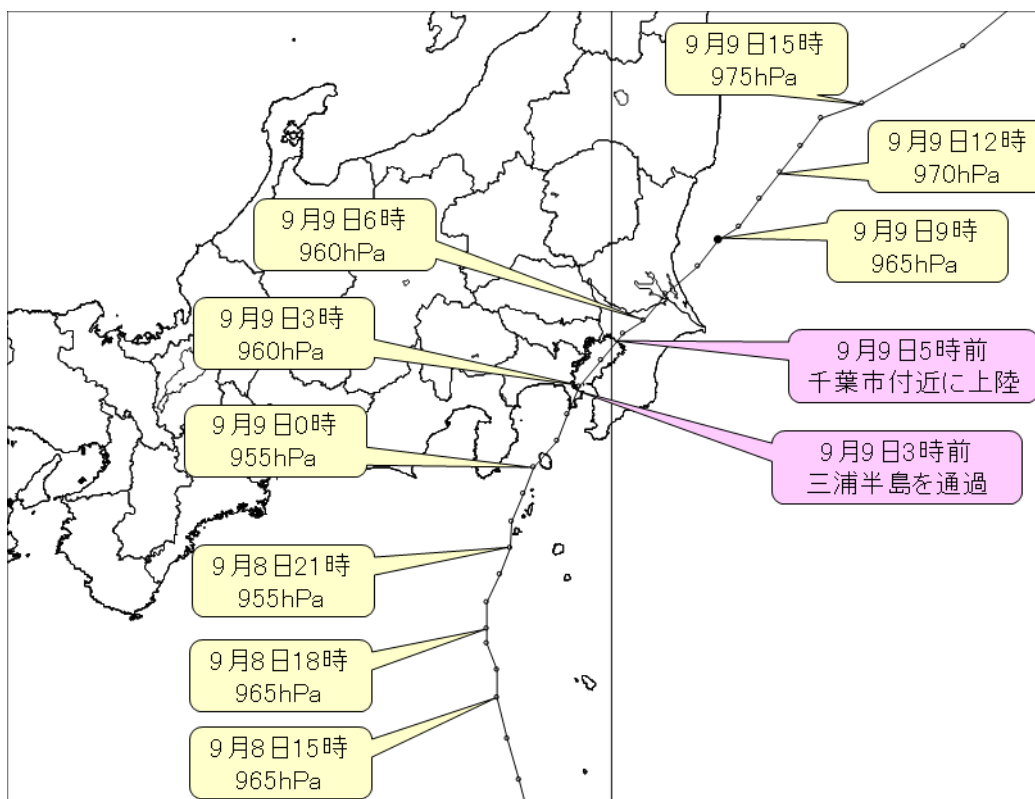 9月9日15時
975hPa
9月9日12時
970hPa
9月9日6時
960hPa
9月9日9時
965hPa
9月9日3時
960hPa
9月9日5時前
千葉市付近に上陸
9月9日0時
955hPa
9月9日3時前
三浦半島を通過
9月8日21時
955hPa
9月8日18時
965hPa
9月8日15時
965hPa